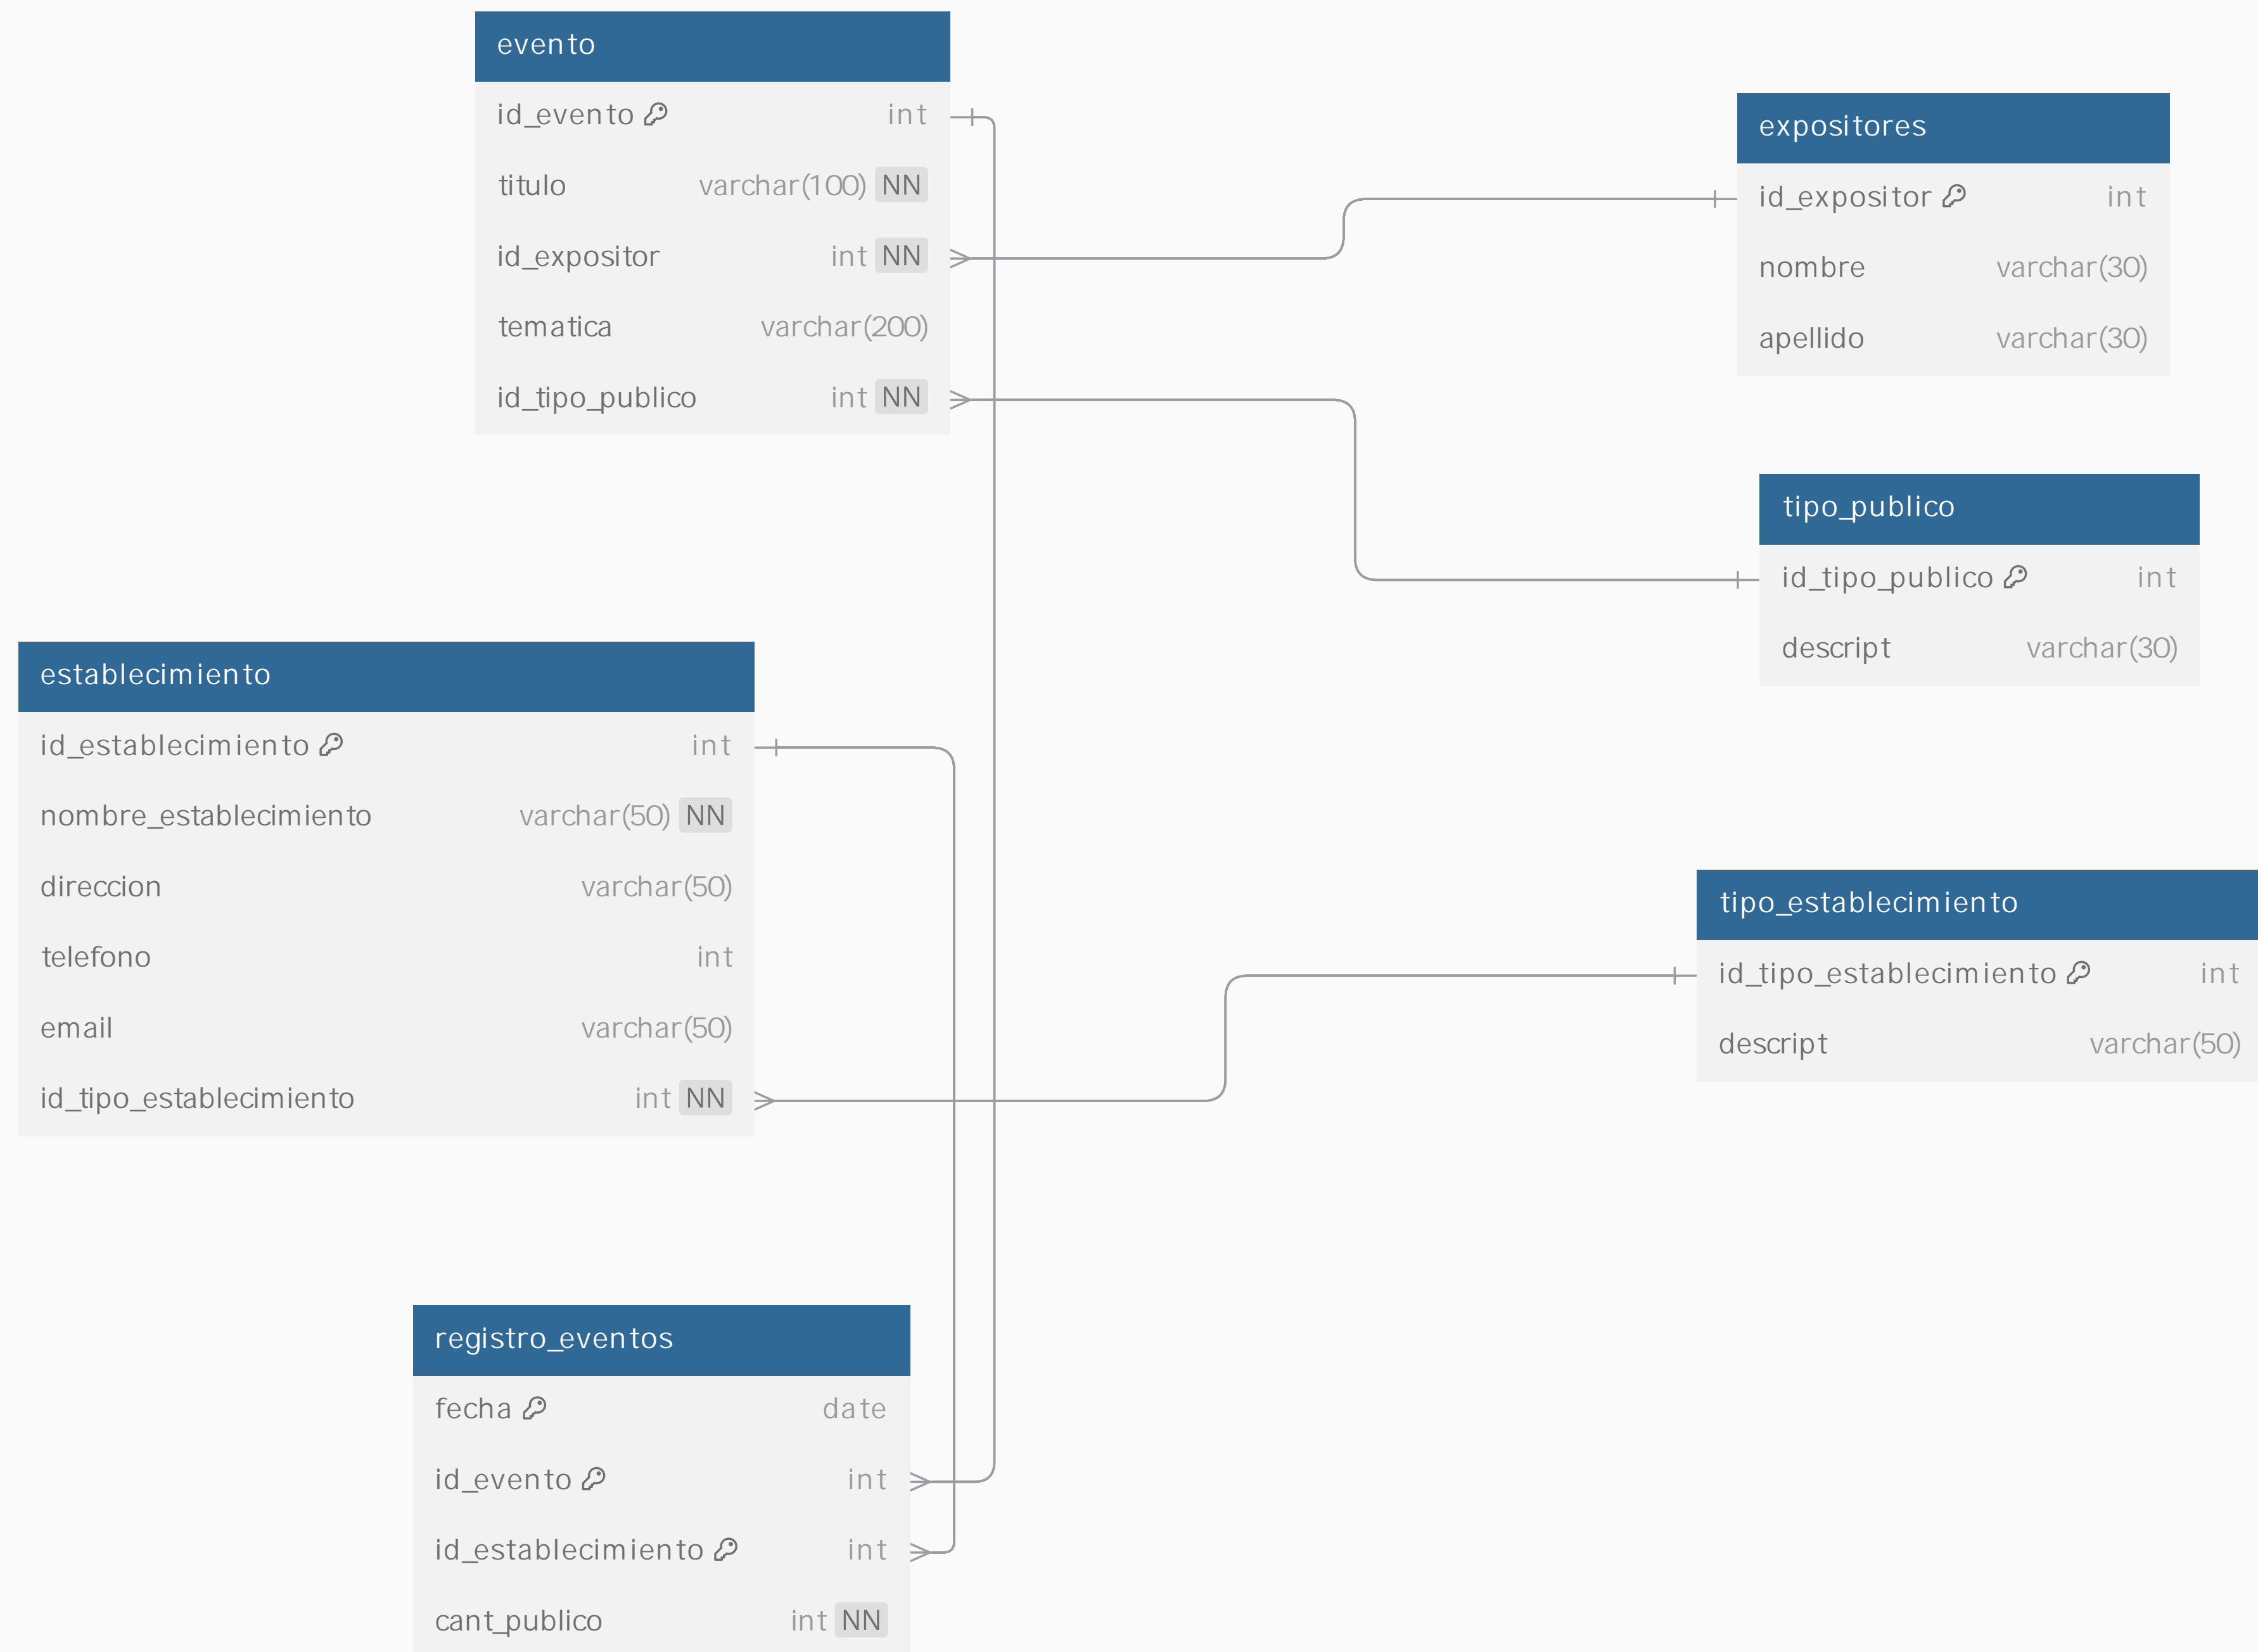 evento
id_evento int
titulo varchar(100) NN
id_expositor int NN
tematica varchar(200)
id_tipo_publico int NN
expositores
id_expositor int
nombre varchar(30)
apellido varchar(30)
tipo_publico
id_tipo_publico int
descript varchar(30)
establecimiento
id_establecimiento int
nombre_establecimiento varchar(50) NN
direccion varchar(50)
telefono int
email varchar(50)
id_tipo_establecimiento int NN
tipo_establecimiento
id_tipo_establecimiento int
descript varchar(50)
registro_eventos
fecha date
id_evento int
id_establecimiento int
cant_publico int NN